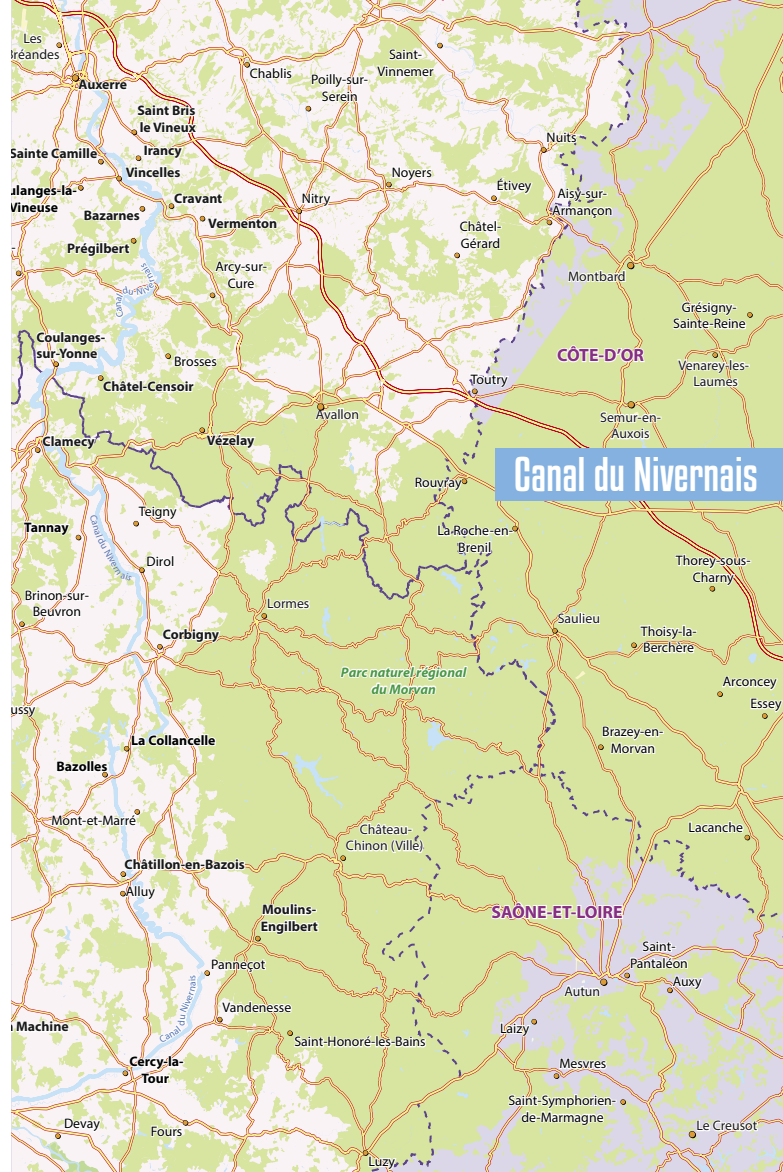 Les
Bréandes
Auxerre
Chablis
Saint-
Vinnemer
Poilly-sur-
Serein
Saint Bris
le Vineux
Irancy
Sainte Camille
Vincelles
Nuits
Noyers
Étivey
Aisy-sur-
Armançon
ulanges-la-
Vineuse
Cravant
Bazarnes
Vermenton
Nitry
Châtel-
Gérard
Prégilbert
Arcy-sur-
Cure
Canal du Nivernais
Montbard
Grésigny-
Sainte-Reine
Coulanges-
sur-Yonne
Brosses
CÔTE-D'OR
Venarey-les-
Laumes
Châtel-Censoir
Toutry
Avallon
Semur-en-
Auxois
Clamecy
Vézelay
Canal du Nivernais
Rouvray
Teigny
Tannay
Canal du Nivernais
La Roche-en-
Brenil
Dirol
Thorey-sous-
Charny
Brinon-sur-
Beuvron
Lormes
Saulieu
Corbigny
Thoisy-la-
Berchère
Parc naturel régional
du Morvan
Arconcey
Essey
ussy
La Collancelle
Brazey-en-
Morvan
Bazolles
Mont-et-Marré
Château-
Chinon (Ville)
Lacanche
Châtillon-en-Bazois
Alluy
Moulins-
Engilbert
SAÔNE-ET-LOIRE
Saint-
Pantaléon
Panneçot
Autun
Auxy
Canal du Nivernais
Vandenesse
Machine
Saint-Honoré-les-Bains
Laizy
Cercy-la-
Tour
Mesvres
Saint-Symphorien-
de-Marmagne
Devay
Fours
Le Creusot
Luzy